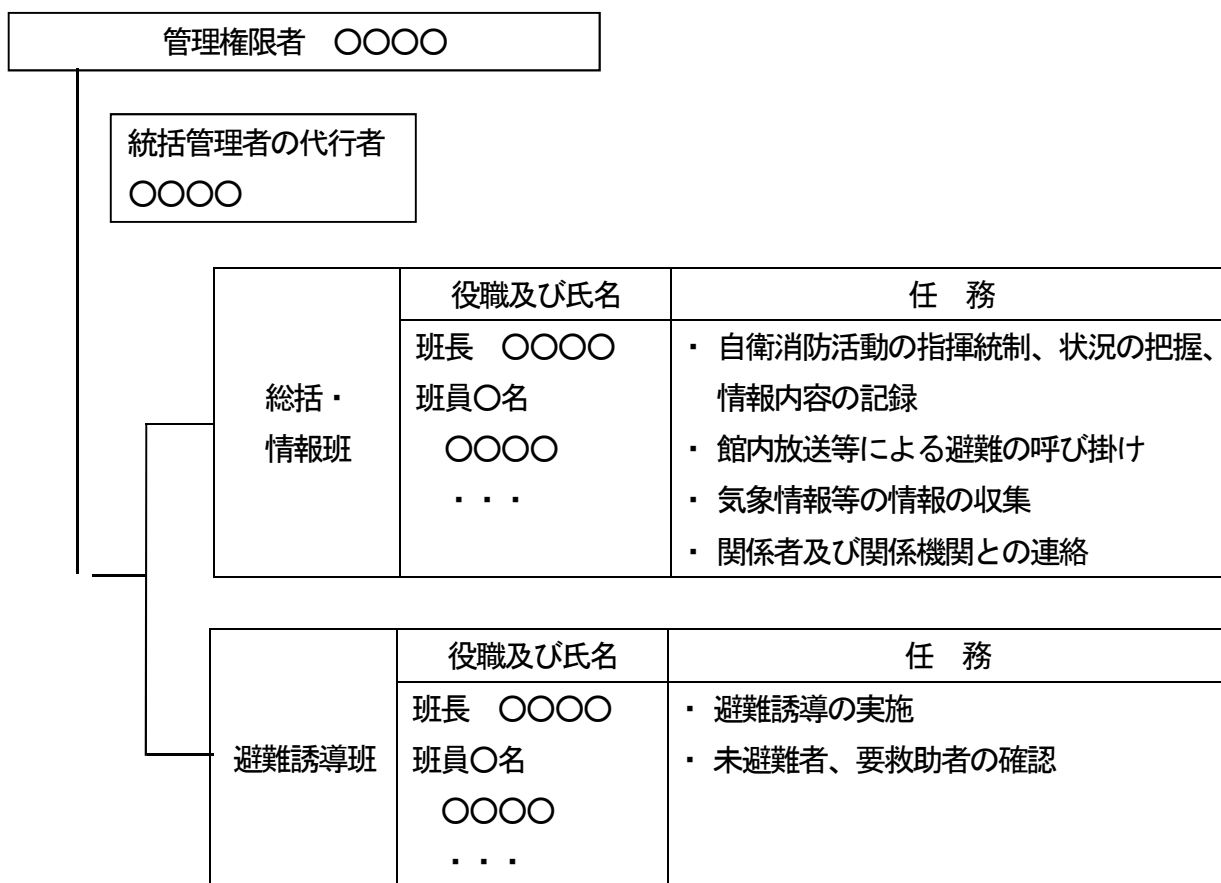 管理権限者　〇〇〇〇
統括管理者の代行者
〇〇〇〇
役職及び氏名
任　務
総括・
情報班
班長　〇〇〇〇
班員〇名
〇〇〇〇
・・・
・ 自衛消防活動の指揮統制、状況の把握、
情報内容の記録
・ 館内放送等による避難の呼び掛け
・ 気象情報等の情報の収集
・ 関係者及び関係機関との連絡
役職及び氏名
任　務
避難誘導班
班長　〇〇〇〇
班員〇名
〇〇〇〇
・・・
・ 避難誘導の実施
・ 未避難者、要救助者の確認